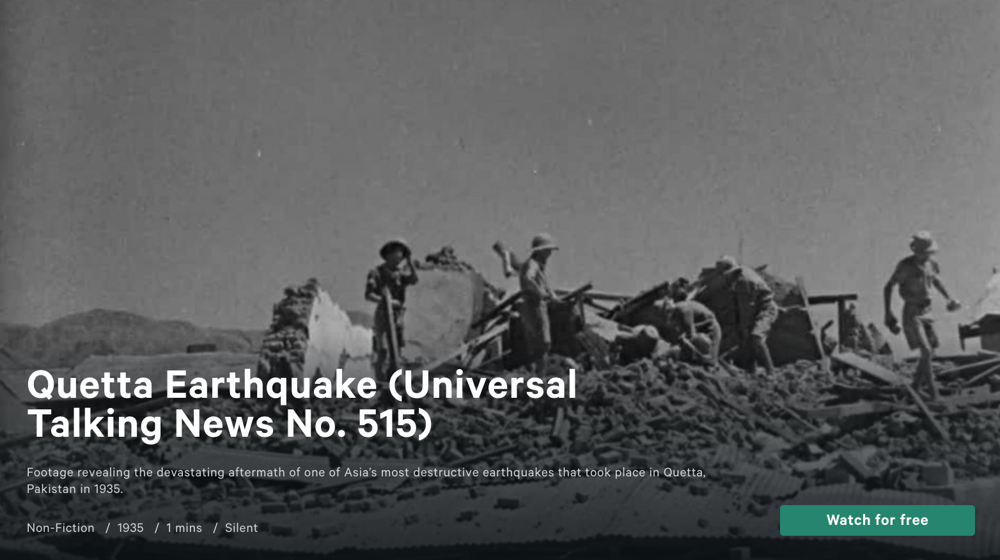 Quetta Earthquake (Universal
Talking News No. 515)
Footage revealing the devastating aftermath of one of Asia’s most destructive earthquakes that took place in Quetta,
Pakistan in 1935.
Non-Fiction / 1935 / 1 mins / Silent
Watch for free